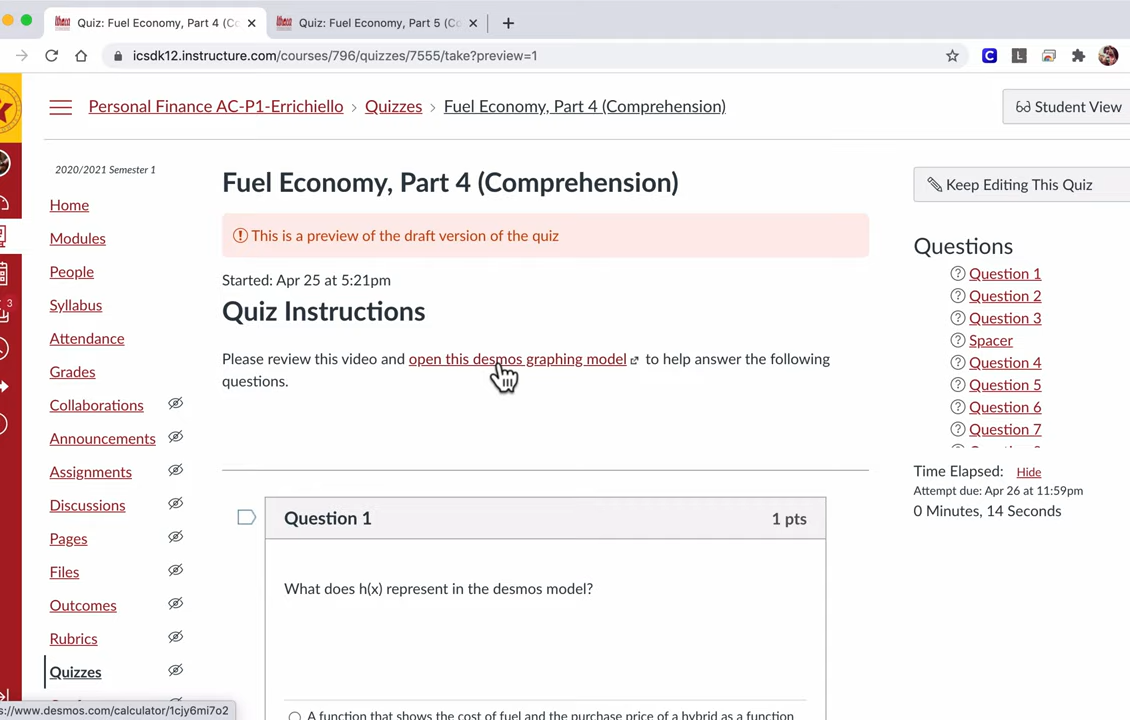 Quiz: Fuel Economy, Part 4 (Co
Quiz: Fuel Economy, Part 5 (Co
icsdk12.instructure.com/courses/796/quizzes/7555/take?preview=1
Personal Finance AC-P1-Errichiello > Quizzes > Fuel Economy, Part 4 (Comprehension)
Student View
2020/2021 Semester 1
Home
Modules
People
Syllabus
Attendance
Grades
Collaborations
Announcements
Assignments
Discussions
Pages
Files
Outcomes
Rubrics
Quizzes
3
Fuel Economy, Part 4 (Comprehension)
This is a preview of the draft version of the quiz
Started: Apr 25 at 5:21pm
Quiz Instructions
Please review this video and open this desmos graphing model to help answer the following
questions.
Question 1
1 pts
What does h(x) represent in the desmos model?
A function that shows the cost of fuel and the purchase price of a hybrid as a function
Keep Editing This Quiz
Questions
Question 1
Question 2
Question 3
Spacer
Question 4
Question 5
Question 6
Question 7
Time Elapsed: Hide
Attempt due: Apr 26 at 11:59pm
0 Minutes, 14 Seconds
s://www.desmos.com/calculator/1cjy6mi7o2